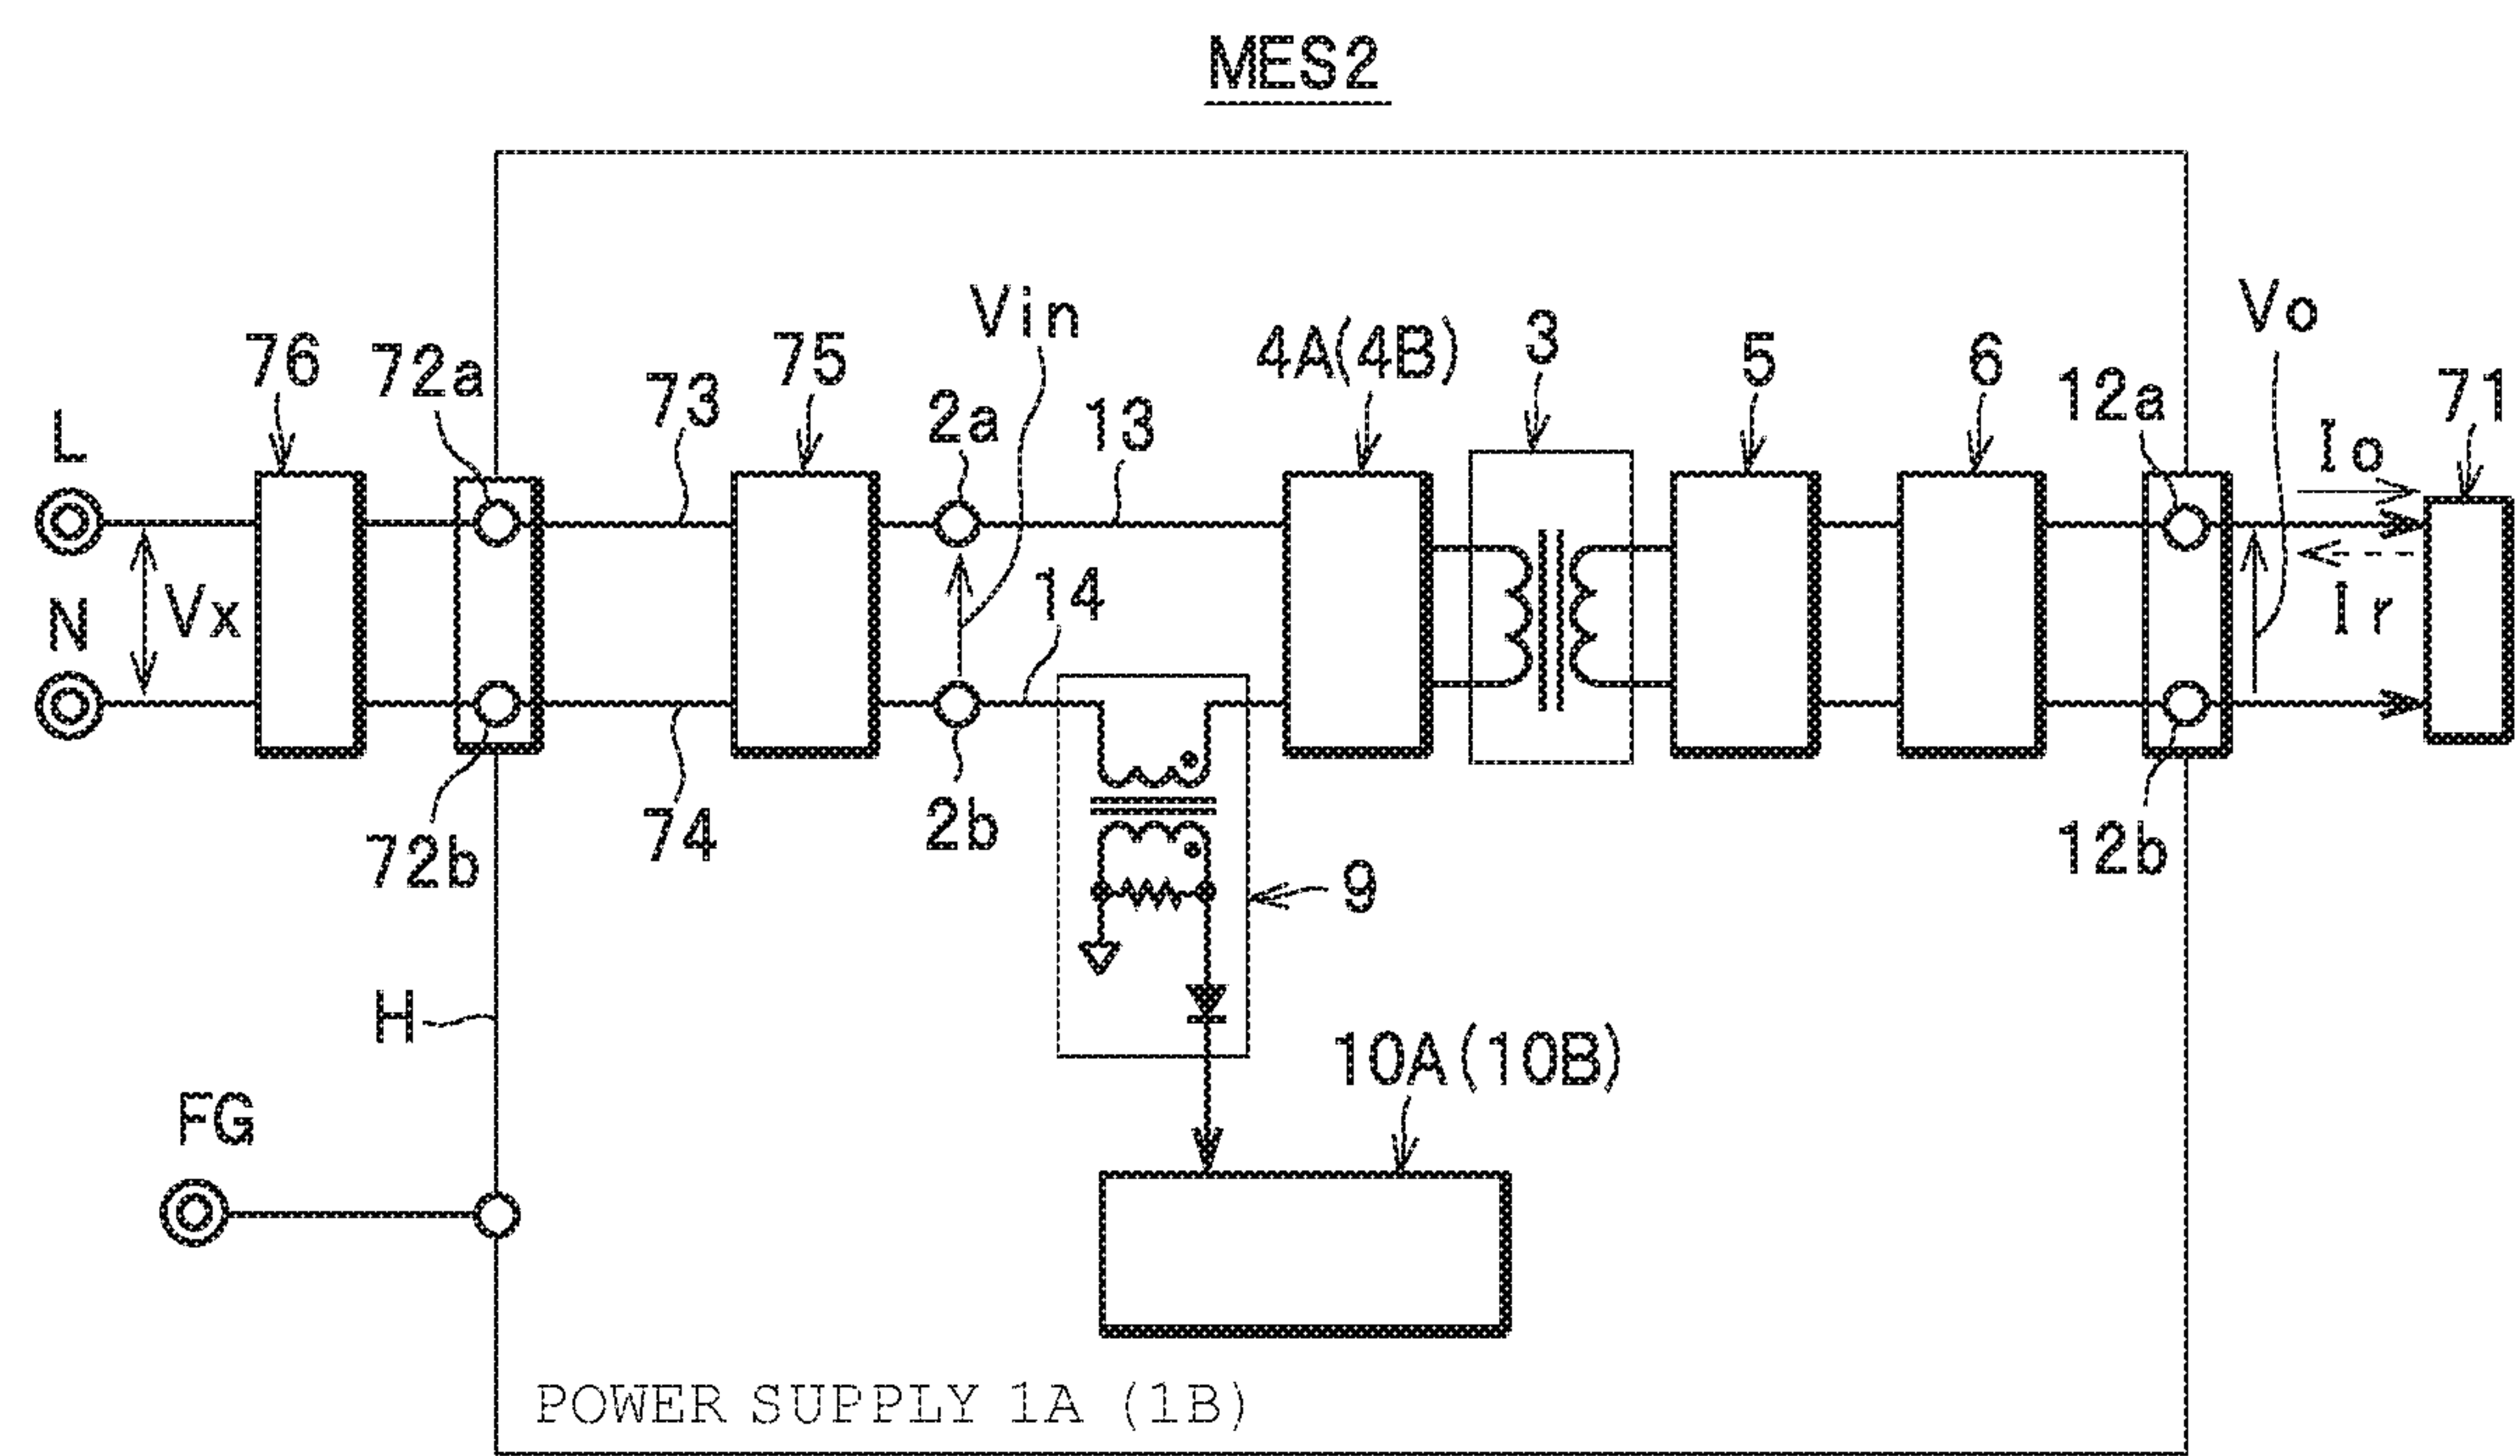 MES2
Vin
Vo
76
72a
73
75
2a
13
4A(4B)
3
5
6
12a
Io
71
L
N
Vx
14
Ir
72b
74
2b
9
12b
H
10A(10B)
FG
POWER SUPPLY 1A (1B)